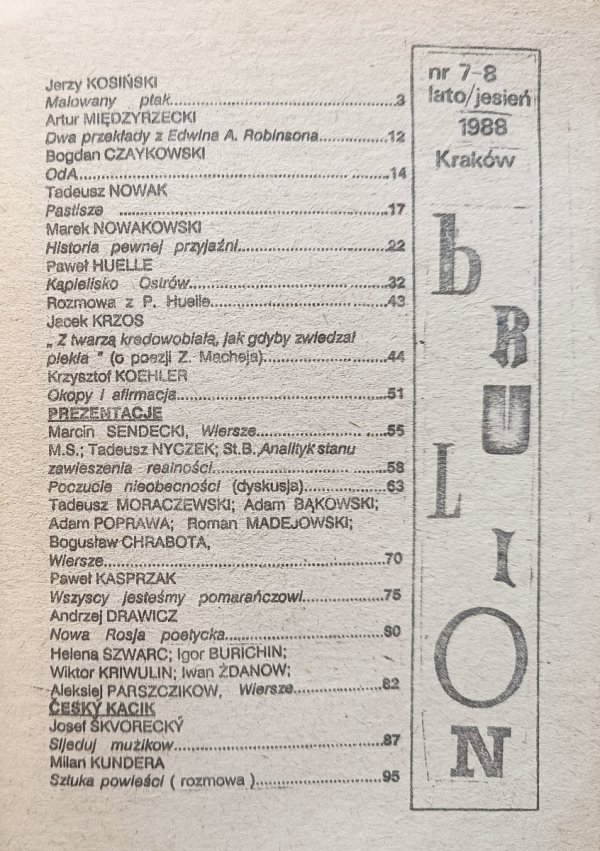 Jerzy KOSIŃSKI
Malowany ptak..............................................3
Artur MIĘDZYRZECKI
Dwa przekłady z Edwina A. Robinsona.............12
Bogdan CZAYKOWSKI
OdA..............................................................14
Tadeusz NOWAK
Pastisze .......................................................17
Marek NOWAKOWSKI
Historia pewnej przyjaźni.............................22
Paweł HUELLE
Kąpielisko Ostrów.......................................32
Rozmowa z P. Huelle...................................43
Jacek KRZOS
„ Z twarzą kredowobiałą, jak gdyby zwiedzał
piekła " (o poezji Z. Macheja).......................44
Krzysztof KOEHLER
Okopy i afirmacja........................................51
PREZENTACJE
Marcin SENDECKI, Wiersze..........................55
M.S.; Tadeusz NYCZEK; St.B. Analityk stanu
zawieszenia realności..................................58
Poczucie nieobecności (dyskusja)................63
Tadeusz MORACZEWSKI; Adam BĄKOWSKI;
Adam POPRAWA; Roman MADEJOWSKI;
Bogusław CHRABOTA,
Wiersze.......................................................70
Paweł KASPRZAK
Wszyscy jesteśmy pomarańczowi................75
Andrzej DRAWICZ
Nowa Rosja poetycka..................................80
Helena SZWARC; Igor BURICHIN;
Wiktor KRIWULIN; Iwan ŻDANOW;
Aleksiej PARSZCZIKOW, Wiersze................82
ČESKÝ KACIK
Josef ŠKVORECKÝ
Sijeduj mużikow..........................................87
Milan KUNDERA
Sztuka powieści ( rozmowa ).......................95
nr 7-8
lato/jesień
1988
Kraków
bRULION